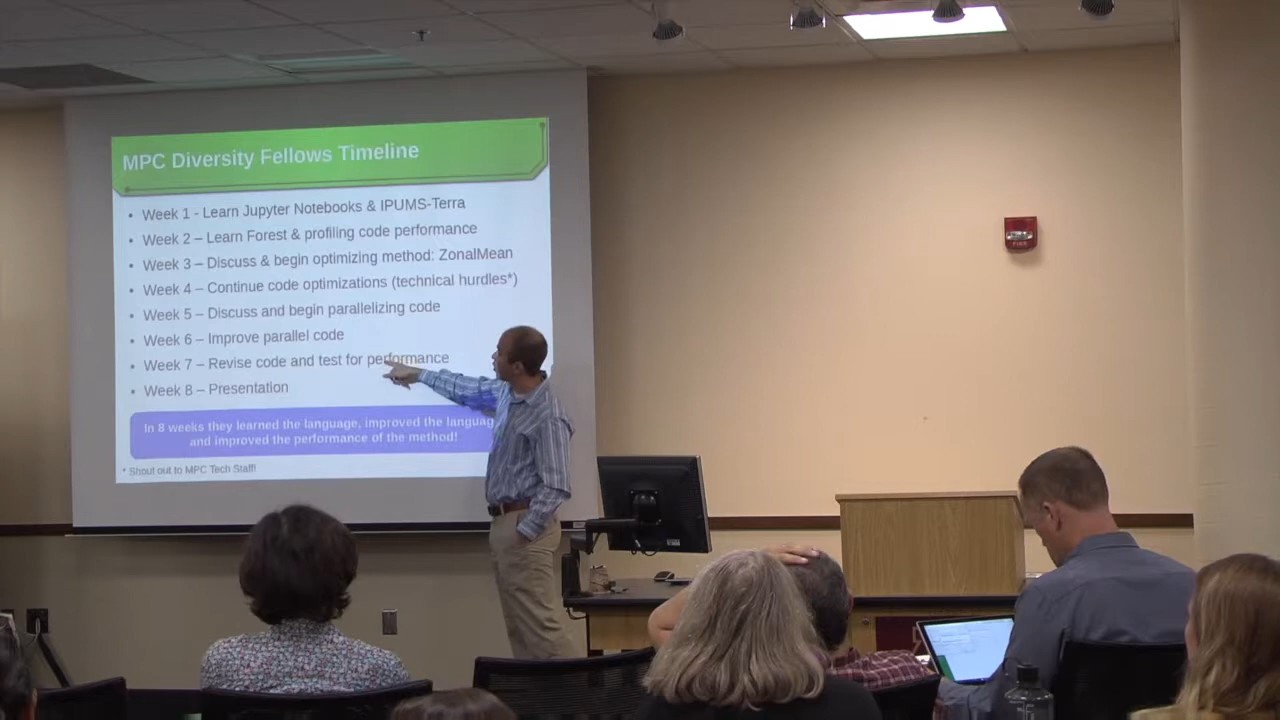 MPC Diversity Fellows Timeline
• Week 1 - Learn Jupyter Notebooks & IPUMS-Terra
• Week 2 – Learn Forest & profiling code performance
• Week 3 – Discuss & begin optimizing method: ZonalMean
• Week 4 – Continue code optimizations (technical hurdles*)
• Week 5 – Discuss and begin parallelizing code
• Week 6 – Improve parallel code
• Week 7 – Revise code and test for performance
• Week 8 – Presentation
In 8 weeks they learned the language, improved the
and improved the performance of the method!
* Shout out to MPC Tech Staff!
FIRE